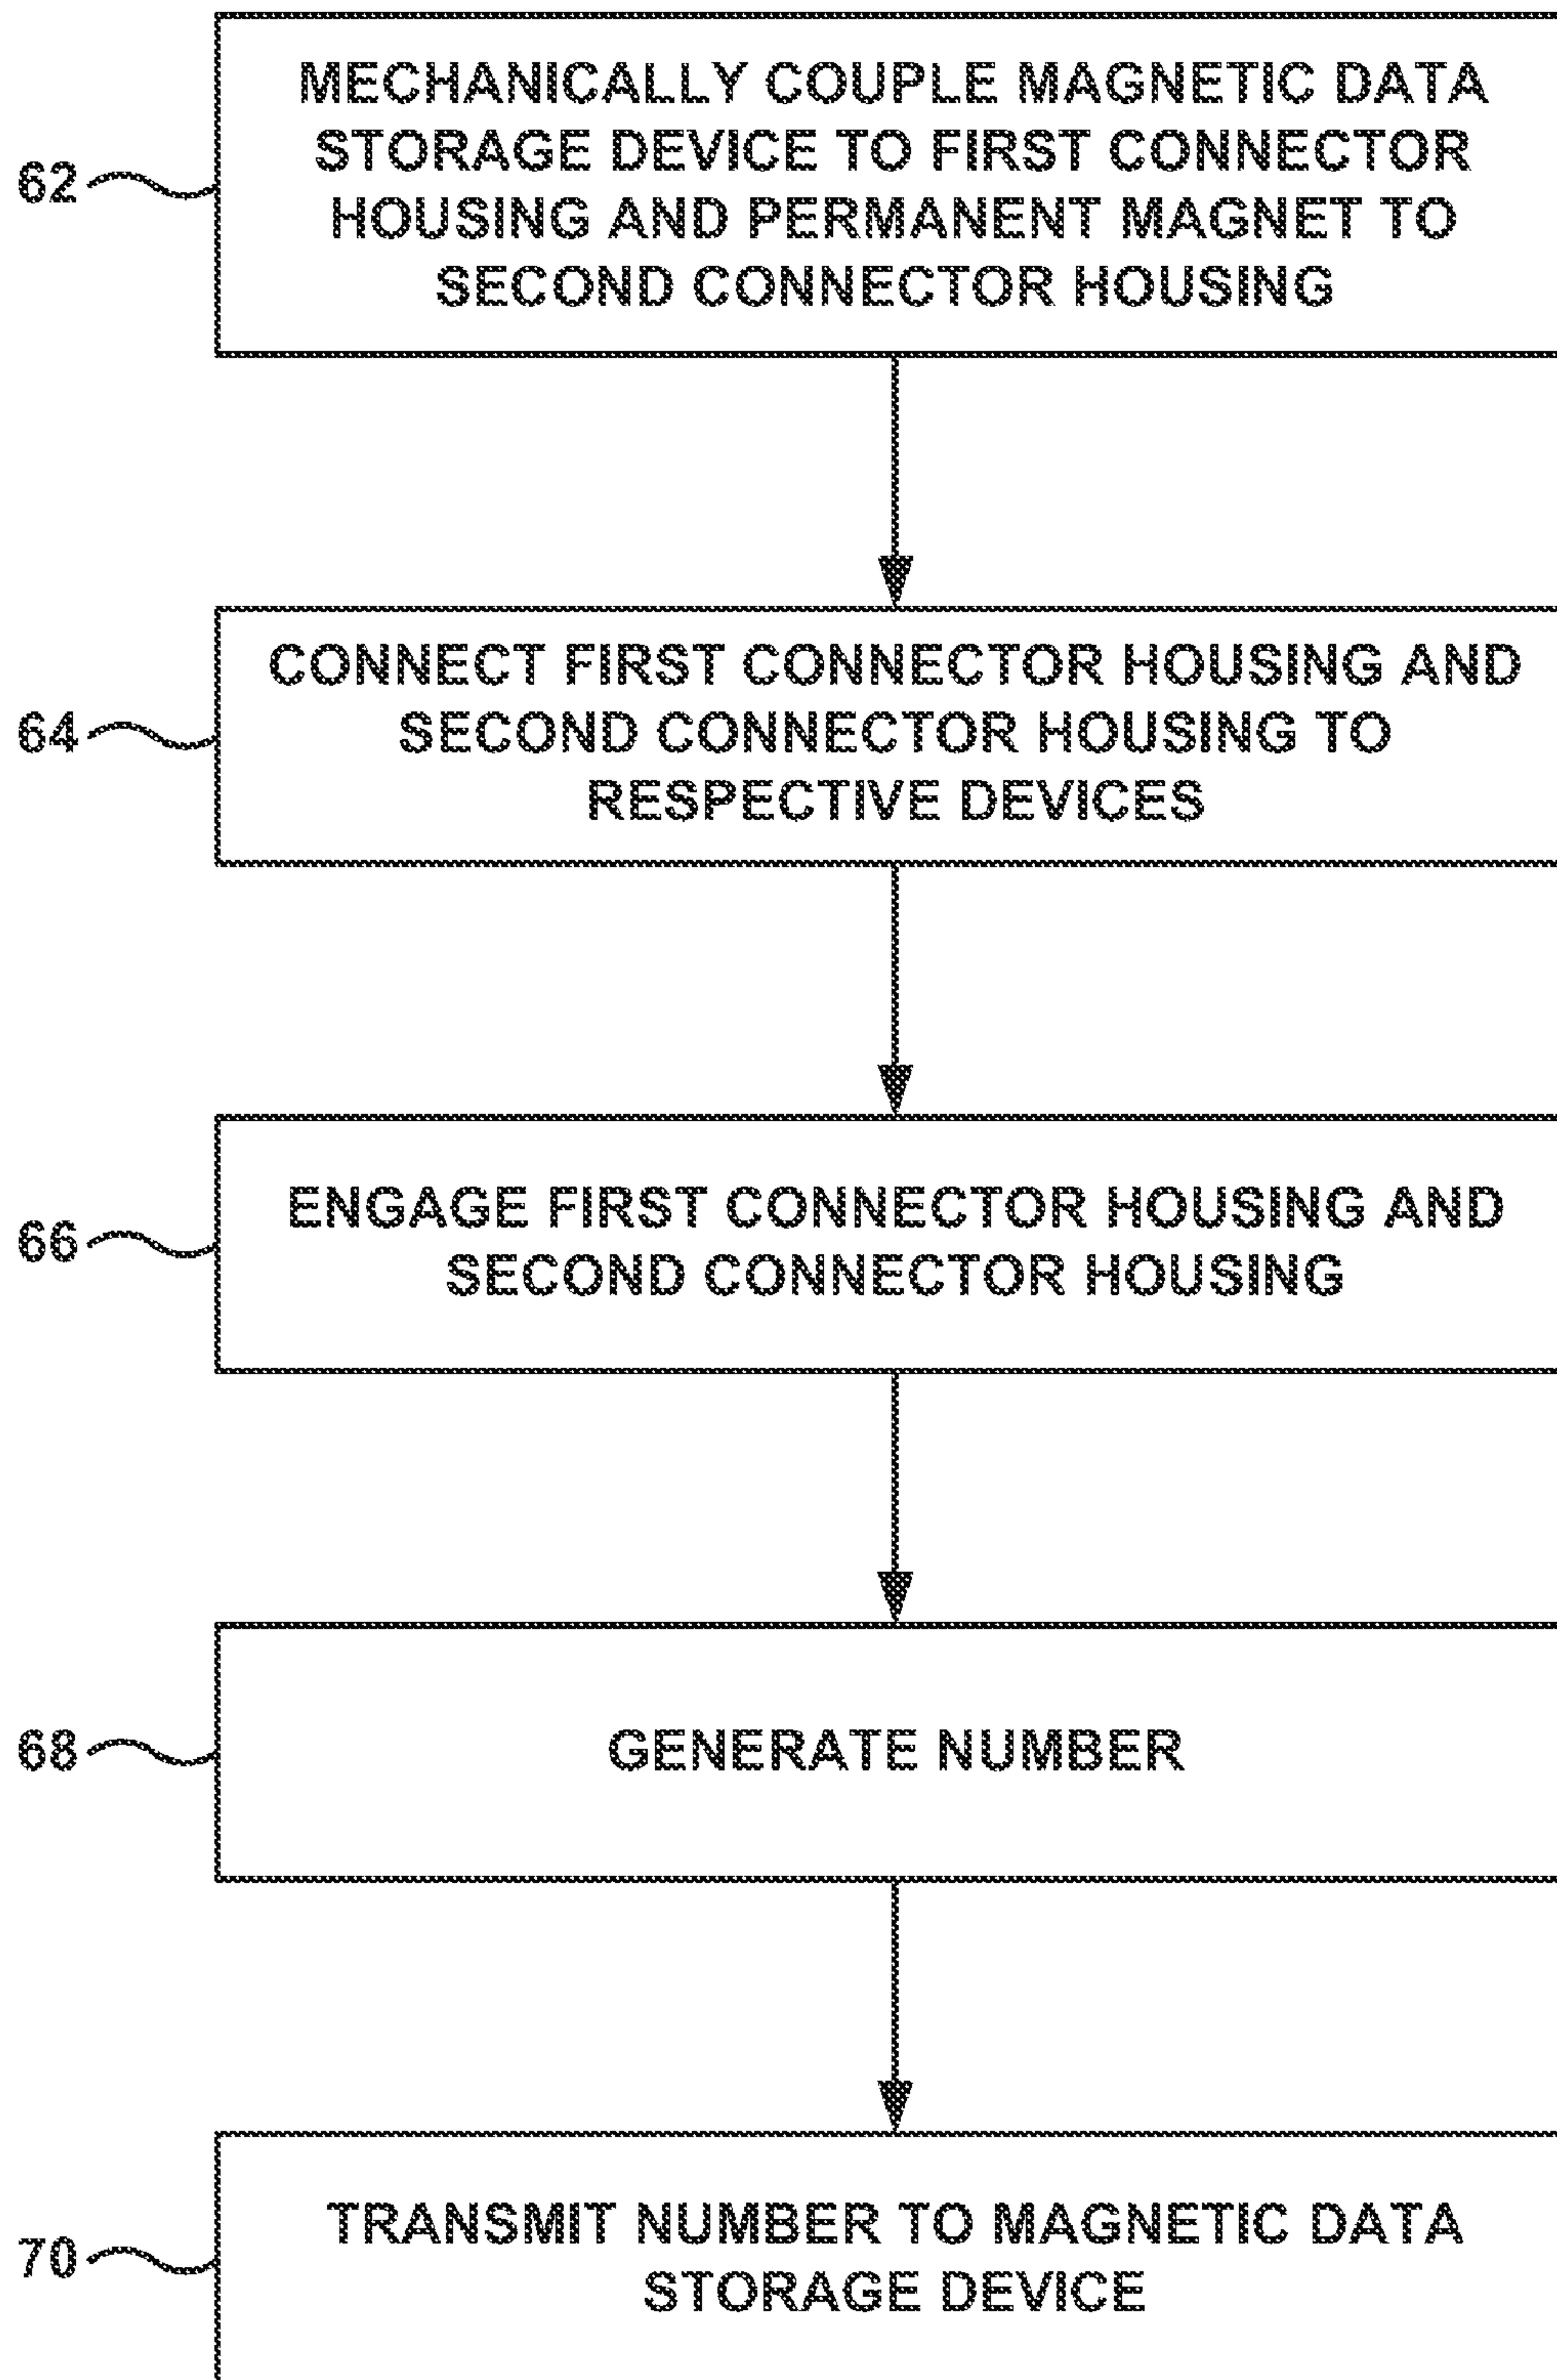 MECHANICALLY COUPLE MAGNETIC DATA
STORAGE DEVICE TO FIRST CONNECTOR
62
HOUSING AND PERMANENT MAGNET TO
SECOND CONNECTOR HOUSING
CONNECT FIRST CONNECTOR HOUSING AND
64
SECOND CONNECTOR HOUSING TO
RESPECTIVE DEVICES
ENGAGE FIRST CONNECTOR HOUSING AND
66
SECOND CONNECTOR HOUSING
68
GENERATE NUMBER
TRANSMIT NUMBER TO MAGNETIC DATA
70
STORAGE DEVICE